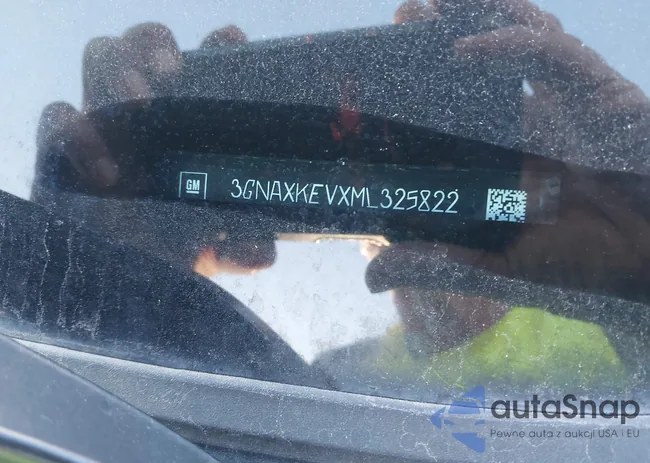 GM 3GNAXKEVXML325822
autaSnap
Pewne auta z aukcji USA i EU